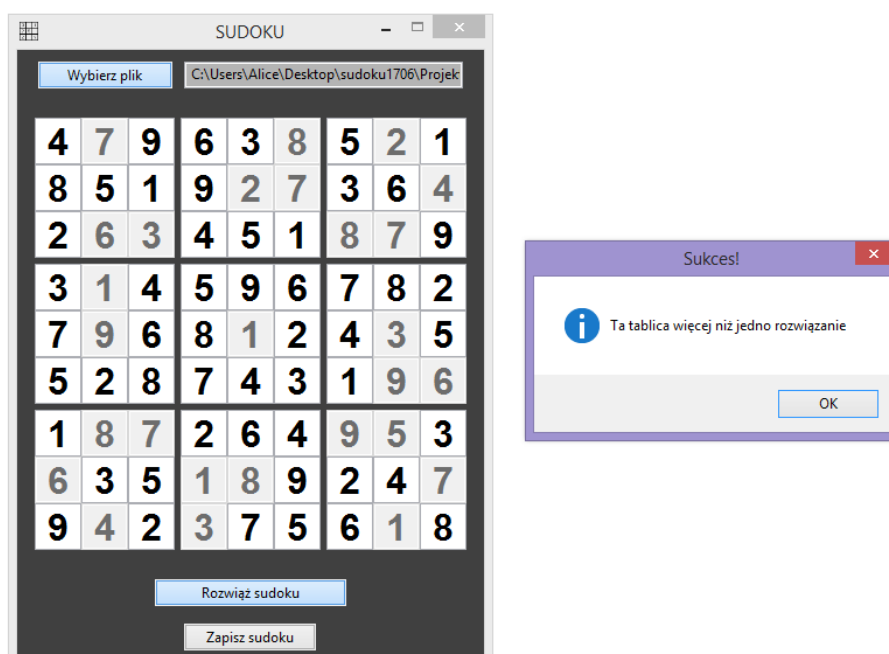 SUDOKU
Wybierz plik
C:\Users\Alice\Desktop\sudoku1706\Projek
4 7 9 6 3 8 5 2 1
8 5 1 9 2 7 3 6 4
2 6 3 4 5 1 8 7 9
3 1 4 5 9 6 7 8 2
7 9 6 8 1 2 4 3 5
5 2 8 7 4 3 1 9 6
1 8 7 2 6 4 9 5 3
6 3 5 1 8 9 2 4 7
9 4 2 3 7 5 6 1 8
Rozwiąż sudoku
Zapisz sudoku
Sukces!
Ta tablica więcej niż jedno rozwiązanie
OK